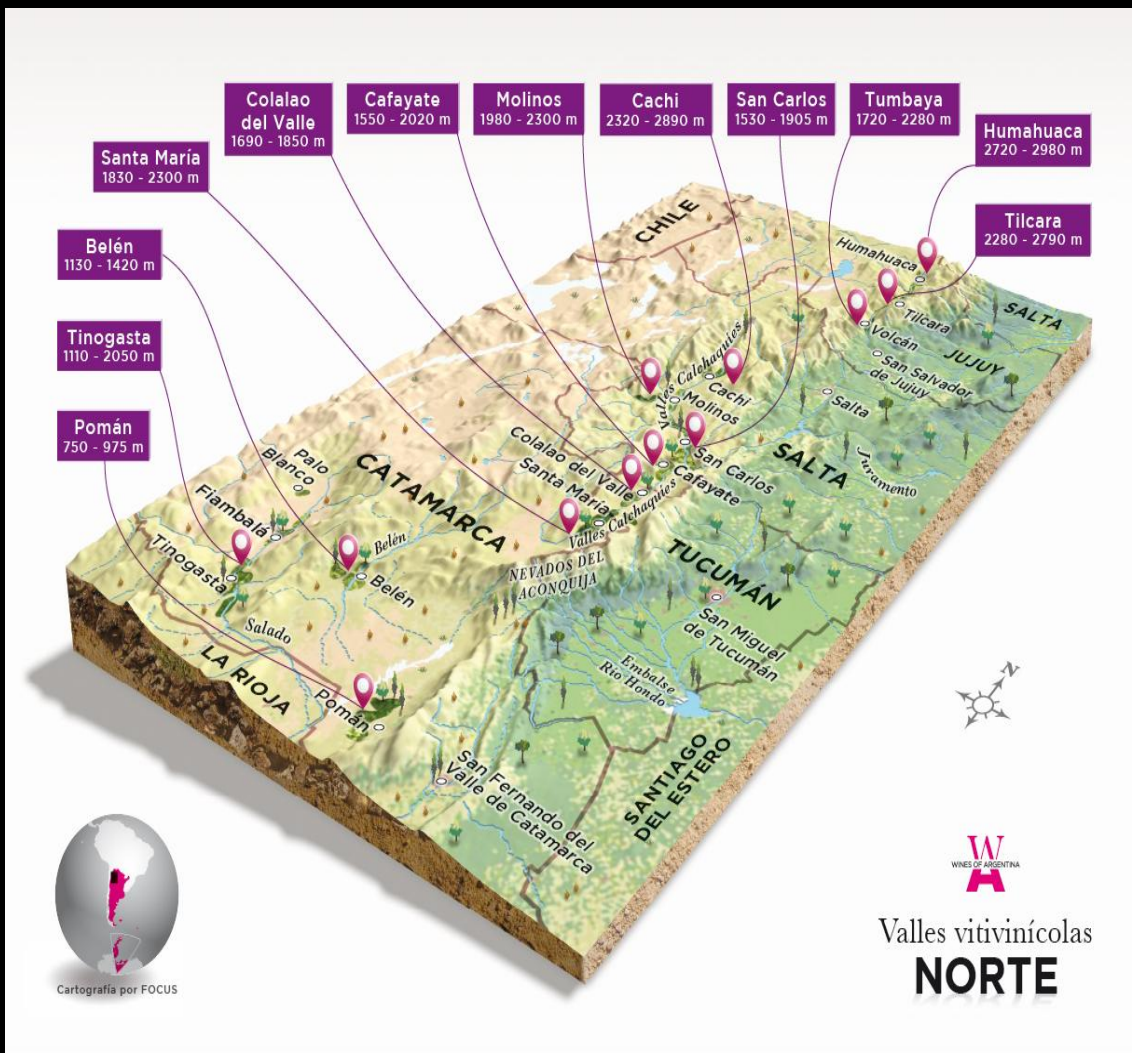 Colalao
del Valle
1690 - 1850 m
Cafayate
1550 - 2020 m
Molinos
1980 - 2300 m
Cachi
2320 - 2890 m
San Carlos
1530 - 1905 m
Tumbaya
1720 - 2280 m
Humahuaca
2720 - 2980 m
Santa María
1830 - 2300 m
Tilcara
2280 - 2790 m
Belén
1130 - 1420 m
Tinogasta
1110 - 2050 m
Pomán
750 - 975 m
CHILE
Humahuaca
Tilcara
SALTA
Volcán
JUJUY
San Salvador
de Jujuy
Valles Calchaquíes
Cachi
Molinos
Salta
SALTA
Juramento
San Carlos
Cafayate
Colalao del Valle
Santa María
Valles Calchaquíes
Palo
Blanco
CATAMARCA
Fiambalá
Tinogasta
Belén
Belén
NEVADOS DEL
ACONQUIJA
TUCUMÁN
San Miguel
de Tucumán
Salado
LA RIOJA
Embalse
Río Hondo
Pomán
San Fernando del
Valle de Catamarca
SANTIAGO
DEL ESTERO
N
W
A
WINES OF ARGENTINA
Valles vitivinícolas
NORTE
Cartografía por FOCUS